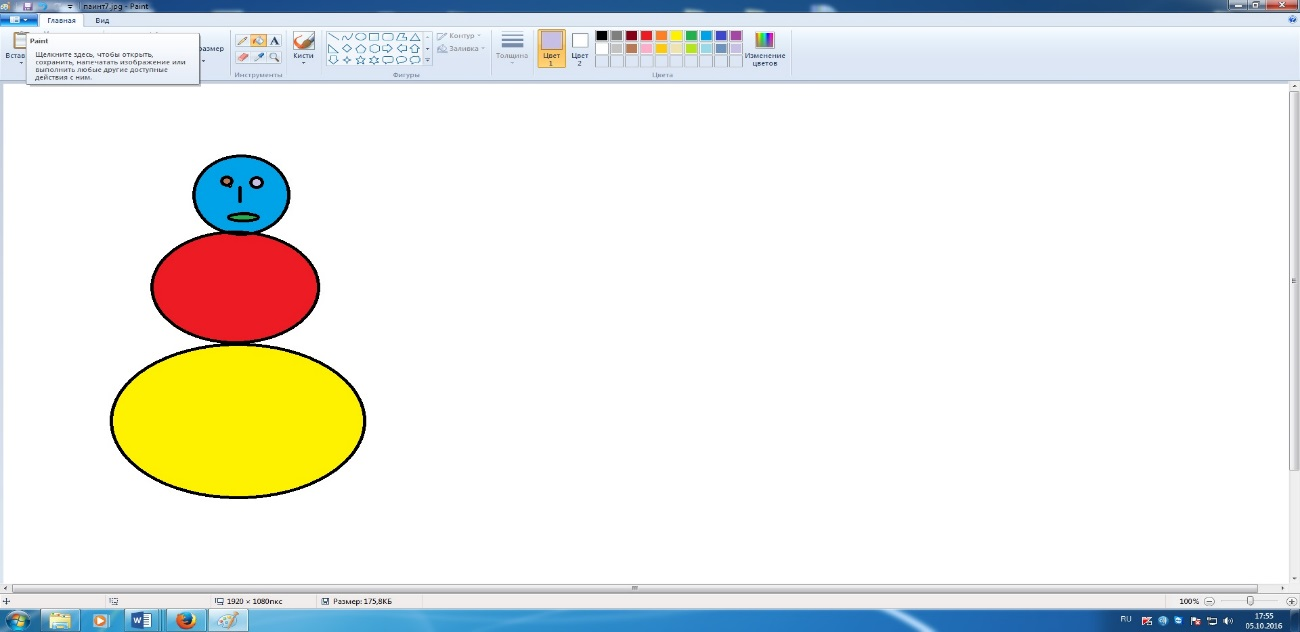 паинт7.jpg - Paint
Главная Вид
Paint
Щелкните здесь, чтобы открыть,
сохранить, напечатать изображение или
выполнить любые другие доступные
действия с ним.
Встав
размер
A
Кисти
Контур
Заливка
Толщина
Цвет
1
Цвет
2
Изменение
цветов
Инструменты
Фигуры
Цвета
1920 × 1080пкс
Размер: 175,8КБ
100%
W
RU
17:55
05.10.2016